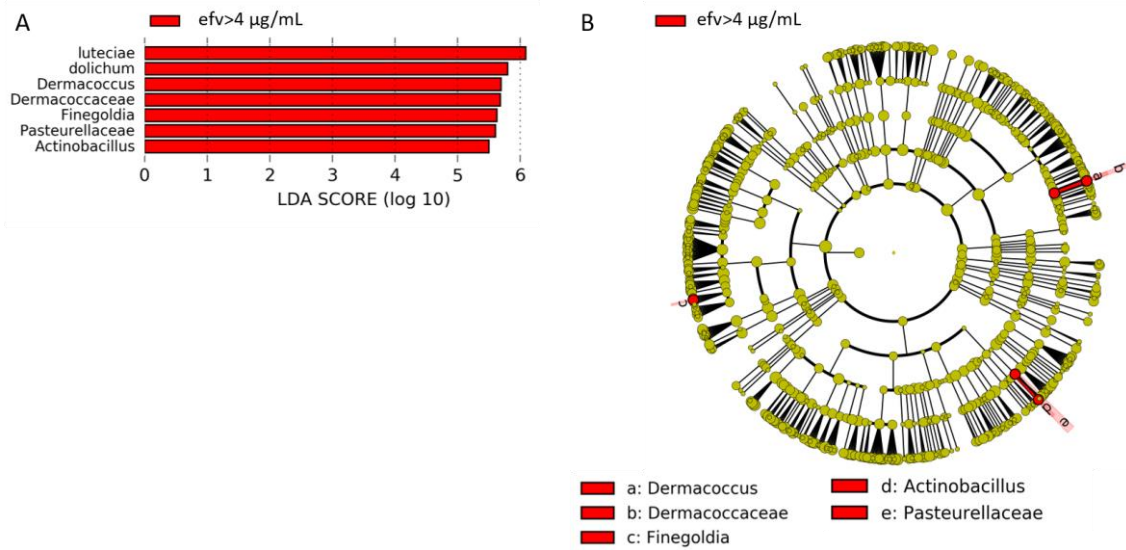 A
efv>4 µg/mL
luteciae
dolichum
Dermacoccus
Dermacoccaceae
Finegoldia
Pasteurellaceae
Actinobacillus
0 1 2 3 4 5 6
LDA SCORE (log 10)
B
efv>4 µg/mL
a
b
c
d
e
a: Dermacoccus
b: Dermacoccaceae
c: Finegoldia
d: Actinobacillus
e: Pasteurellaceae